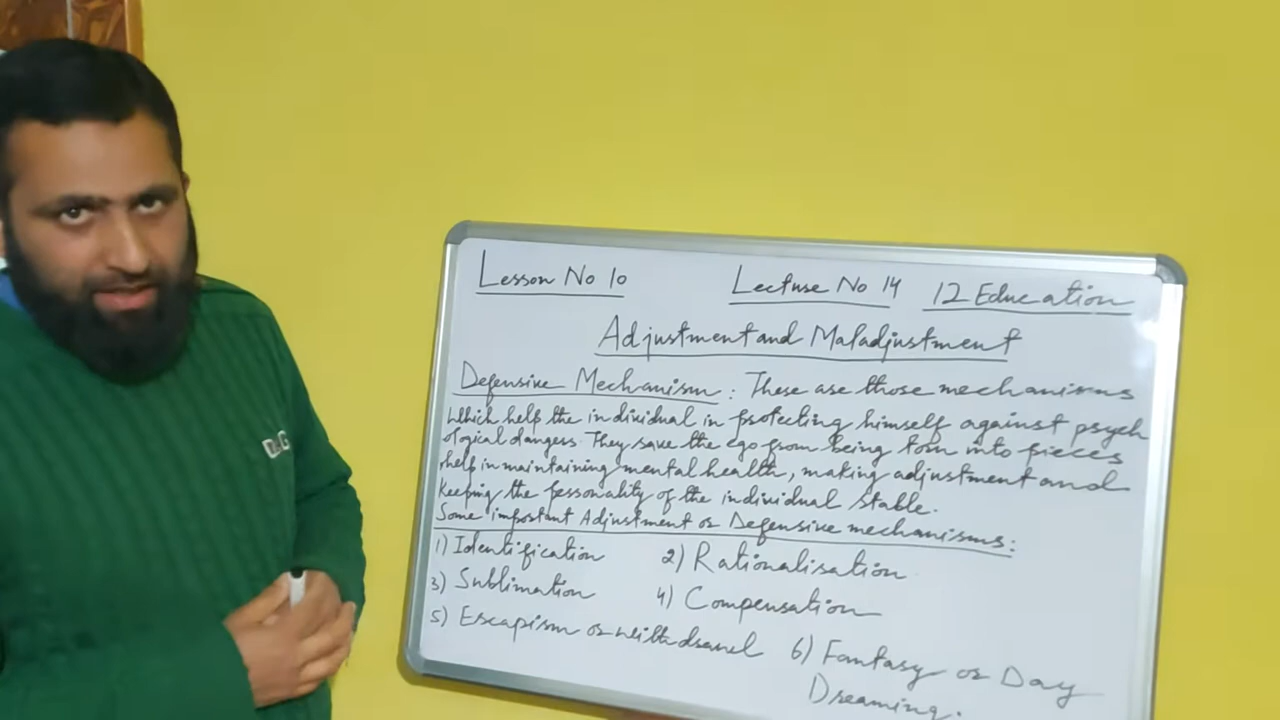 Lesson No 10 Lecture No 14 12 Education
Adjustment and Maladjustment
Defensive Mechanism : These are those mechanisms
which help the individual in protecting himself against psych
ological dangers. They save the ego from being torn into pieces
help in maintaining mental health, making adjustment and
Keeping the personality of the individual stable.
Some important Adjustment or Defensive mechanisms:
1) Identification 2) Rationalisation
3) Sublimation 4) Compensation
5) Escapism or withdrawel 6) Fantasy or Day
Dreaming.